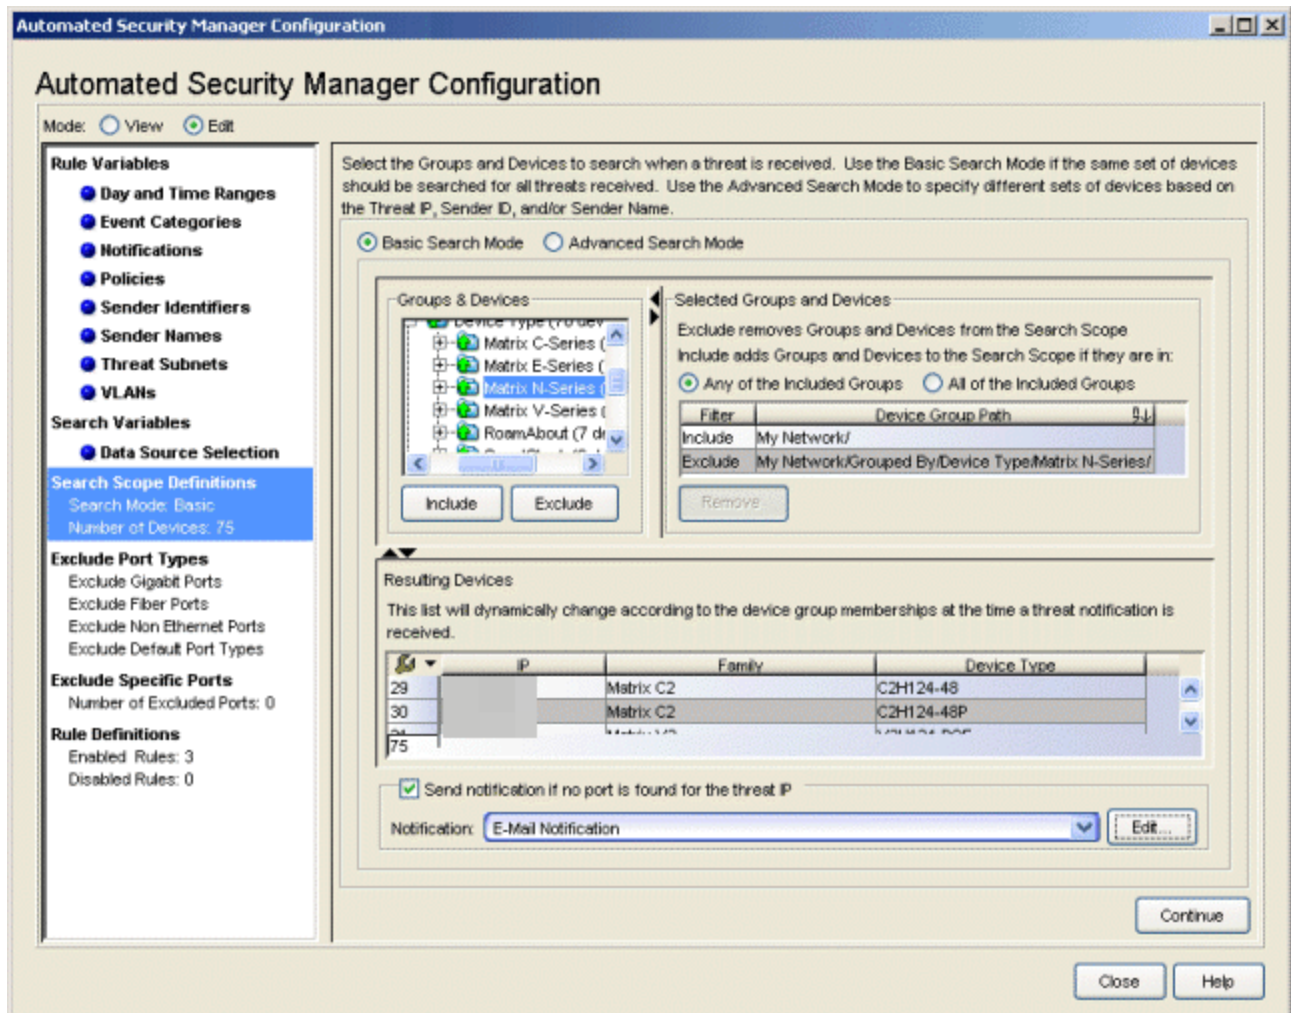 Automated Security Manager Configuration
Automated Security Manager Configuration
Mode: View Edit
Rule Variables
Day and Time Ranges
Event Categories
Notifications
Policies
Sender Identifiers
Sender Names
Threat Subnets
VLANs
Search Variables
Data Source Selection
Search Scope Definitions
Search Mode: Basic
Number of Devices: 75
Exclude Port Types
Exclude Gigabit Ports
Exclude Fiber Ports
Exclude Non Ethernet Ports
Exclude Default Port Types
Exclude Specific Ports
Number of Excluded Ports: 0
Rule Definitions
Enabled Rules: 3
Disabled Rules: 0
Select the Groups and Devices to search when a threat is received. Use the Basic Search Mode if the same set of devices
should be searched for all threats received. Use the Advanced Search Mode to specify different sets of devices based on
the Threat IP, Sender ID, and/or Sender Name.
Basic Search Mode Advanced Search Mode
Groups & Devices
Device Type (70 dev
Matrix C-Series (
Matrix E-Series (
Matrix N-Series (
Matrix V-Series (
RoamAbout (7 de
Include Exclude
Selected Groups and Devices
Exclude removes Groups and Devices from the Search Scope
Include adds Groups and Devices to the Search Scope if they are in:
Any of the Included Groups All of the Included Groups
Filter Device Group Path
Include My Network/
Exclude My Network/Grouped By/Device Type/Matrix N-Series/
Remove
Resulting Devices
This list will dynamically change according to the device group memberships at the time a threat notification is
received.
IP Family Device Type
29 Matrix C2 C2H124-48
30 Matrix C2 C2H124-48P
75
Send notification if no port is found for the threat IP
Notification: E-Mail Notification Edit...
Continue
Close Help